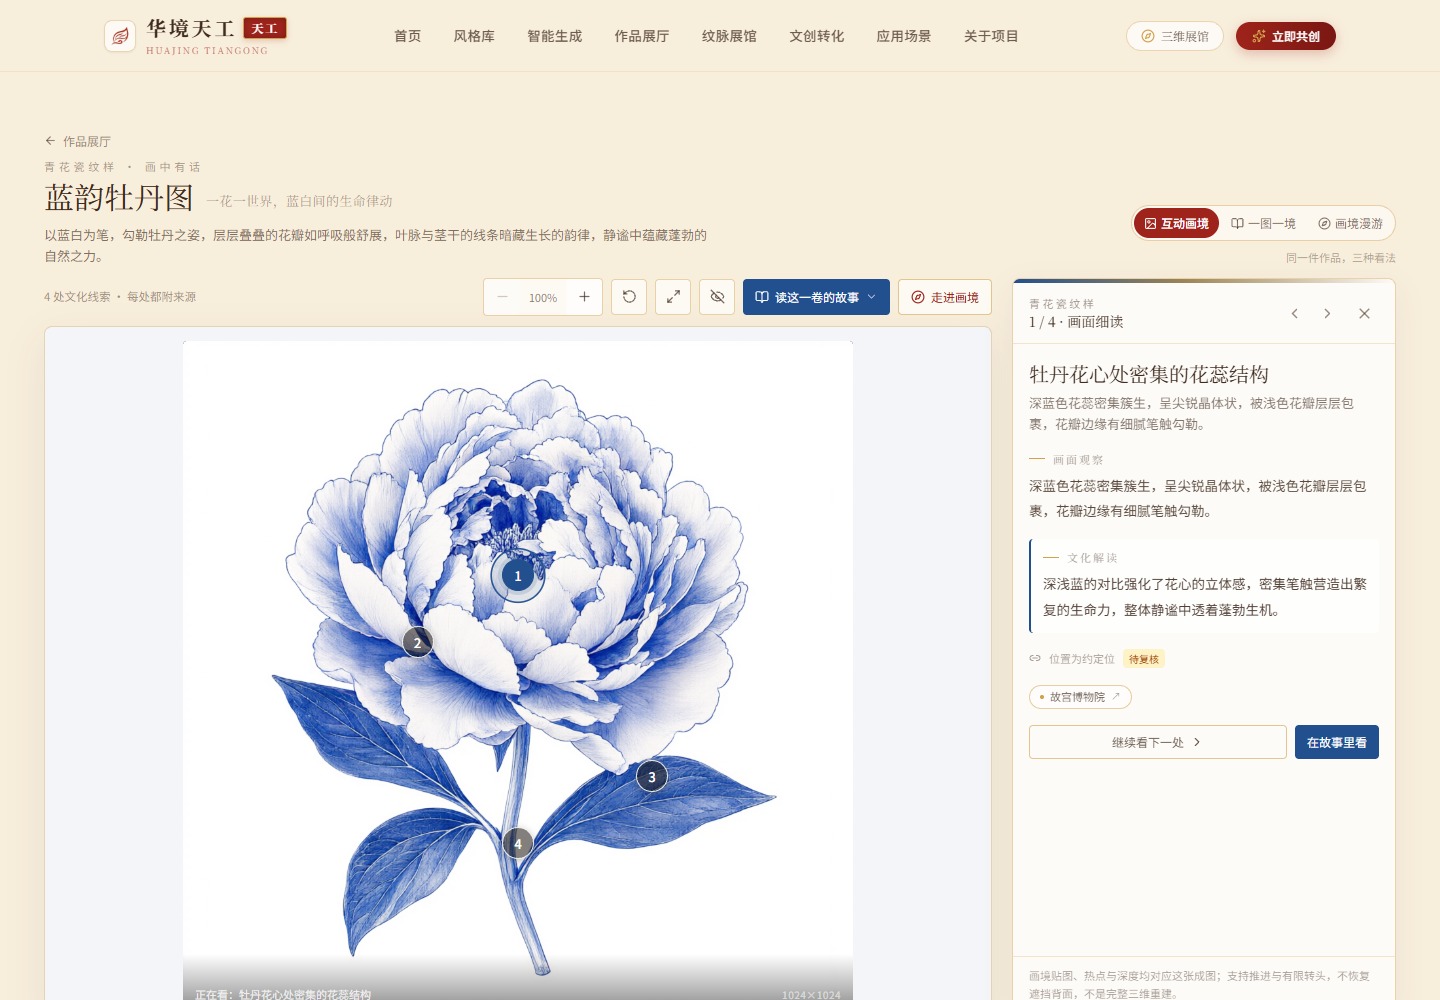 华境天工 天工
HUAJING TIANGONG
首页 风格库 智能生成 作品展厅 纹脉展馆 文创转化 应用场景 关于项目
三维展馆 立即共创
作品展厅
青花瓷纹样 · 画中有话
蓝韵牡丹图 一花一世界，蓝白间的生命律动
以蓝白为笔，勾勒牡丹之姿，层层叠叠的花瓣如呼吸般舒展，叶脉与茎干的线条暗藏生长的韵律，静谧中蕴藏蓬勃的
自然之力。
互动画境 一图一境 画境漫游
同一件作品，三种看法
4 处文化线索 · 每处都附来源
100% 读这一卷的故事 走进画境
1
2
3
4
正在看：牡丹花心处密集的花蕊结构 1024×1024
青花瓷纹样
1 / 4 · 画面细读
牡丹花心处密集的花蕊结构
深蓝色花蕊密集簇生，呈尖锐晶体状，被浅色花瓣层层包
裹，花瓣边缘有细腻笔触勾勒。
画面观察
深蓝色花蕊密集簇生，呈尖锐晶体状，被浅色花瓣层层包
裹，花瓣边缘有细腻笔触勾勒。
文化解读
深浅蓝的对比强化了花心的立体感，密集笔触营造出繁
复的生命力，整体静谧中透着蓬勃生机。
位置为约定位 待复核
故宫博物院 ↗
继续看下一处 在故事里看
画境贴图、热点与深度均对应这张成图；支持推进与有限转头，不恢复
遮挡背面，不是完整三维重建。